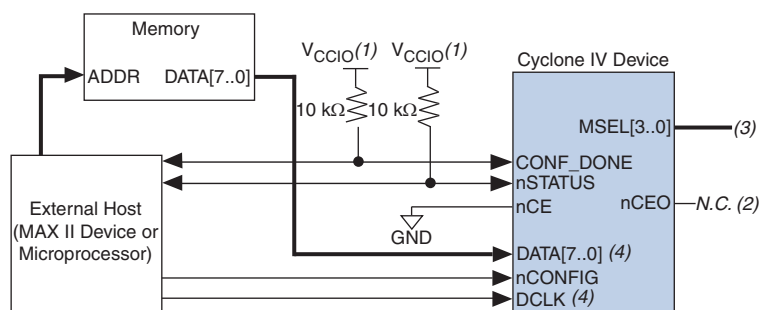 Memory
ADDR DATA[7..0]
VCCIO(1) VCCIO(1)
10 kΩ 10 kΩ
Cyclone IV Device
MSEL[3..0] (3)
CONF_DONE
nSTATUS
nCE
nCEO N.C. (2)
GND
External Host
(MAX II Device or
Microprocessor)
DATA[7..0] (4)
nCONFIG
DCLK (4)